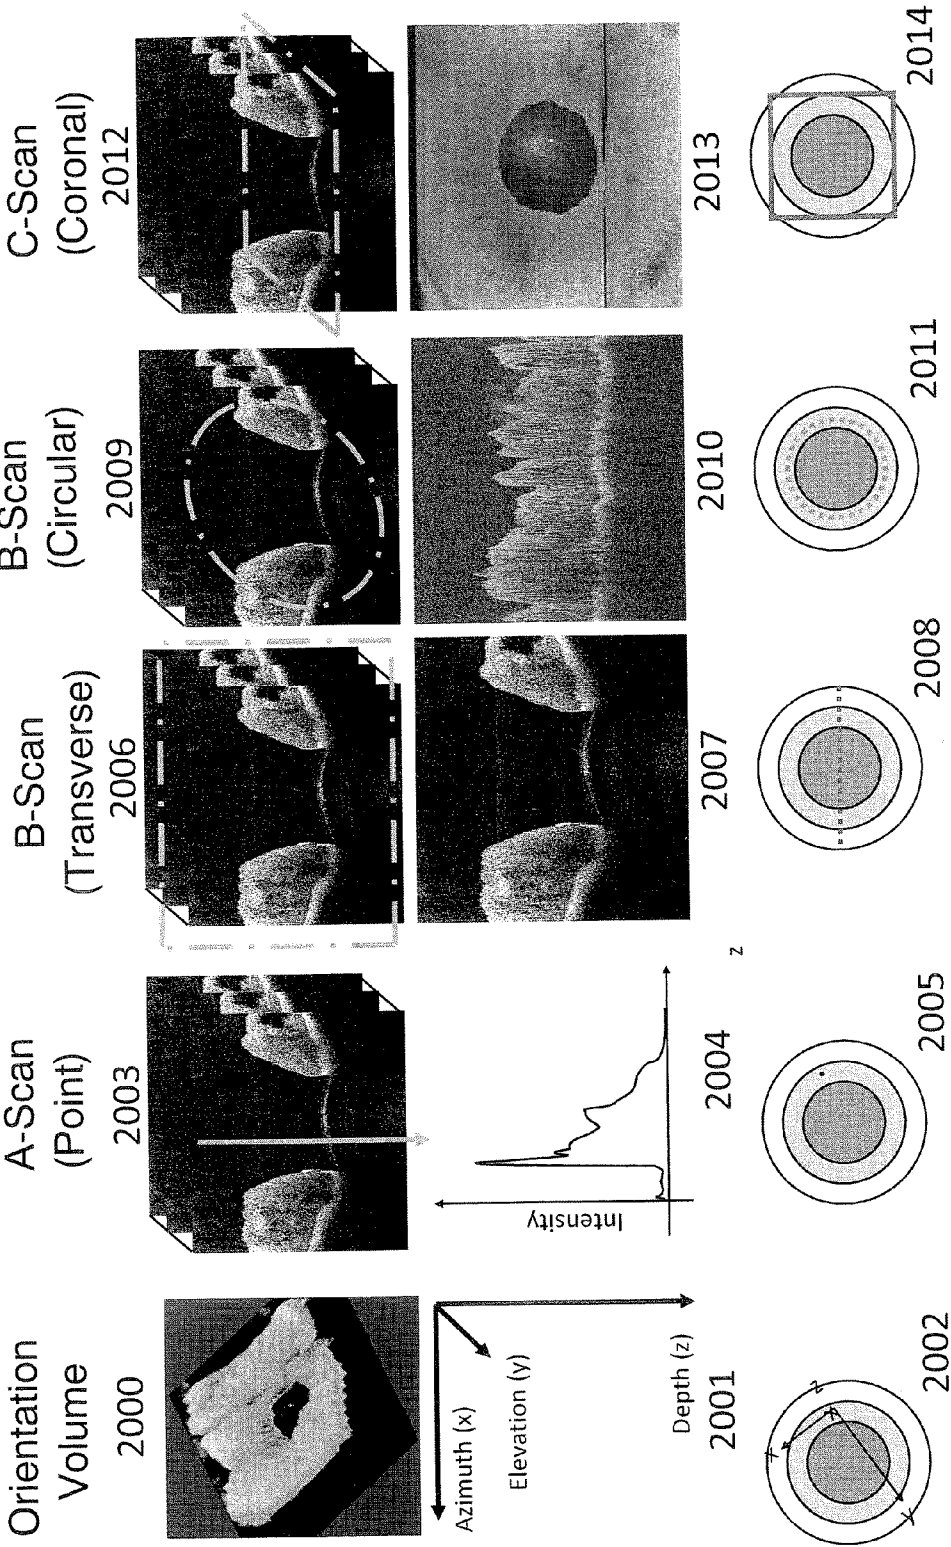 Orientation
Volume
2000
Azimuth (x)
Elevation (y)
Depth (z)
2001
x
y
z
2002
A-Scan
(Point)
2003
Intensity
z
2004
2005
B-Scan
(Transverse)
2006
2007
2008
B-Scan
(Circular)
2009
2010
2011
C-Scan
(Coronal)
2012
2013
2014